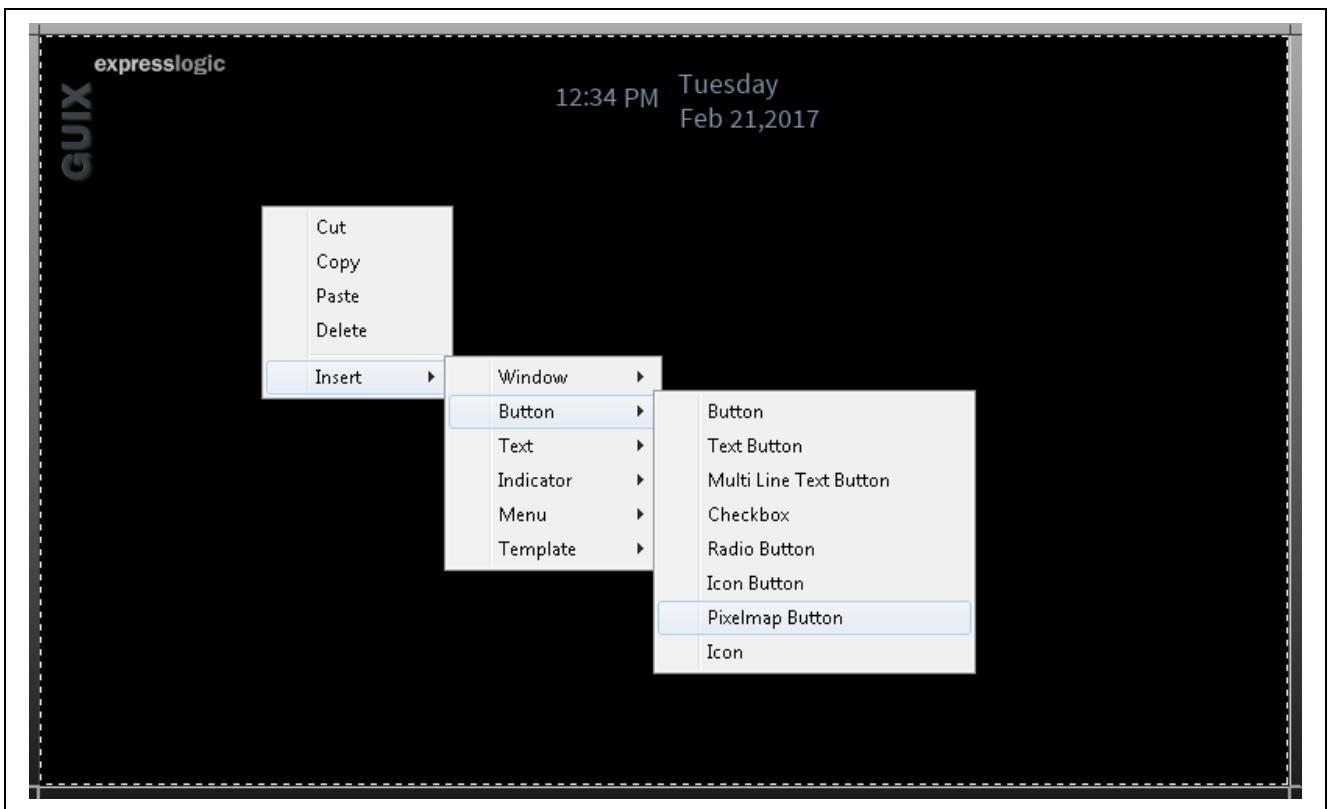 expresslogic
GUIX
12:34 PM
Tuesday
Feb 21,2017
Cut
Copy
Paste
Delete
Insert
Window
Button
Text
Indicator
Menu
Template
Button
Text Button
Multi Line Text Button
Checkbox
Radio Button
Icon Button
Pixelmap Button
Icon